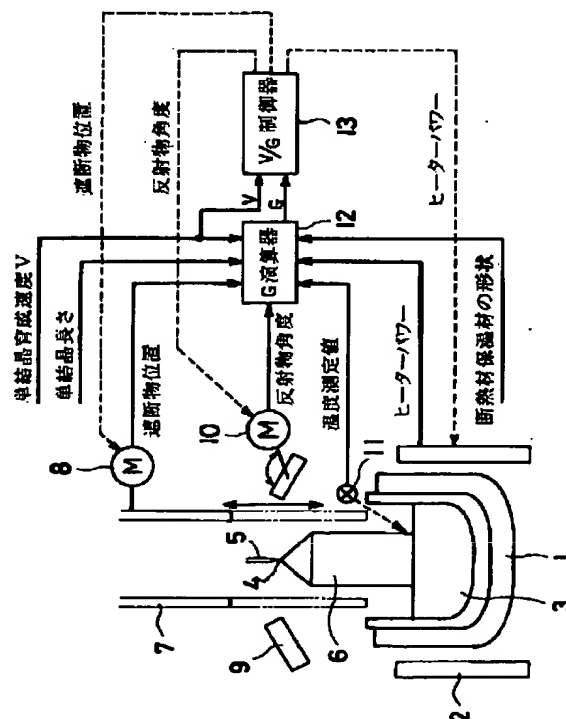 遮断物位置
反射物角度
ヒーターパワー
V/G制御器
13
V
G
単結晶育成速度V
単結晶長さ
G演算器
12
遮断物位置
反射物角度
温度測定値
ヒーターパワー
断熱材保温材の形状
8
M
10
M
11
7
5
4
6
9
3
1
2